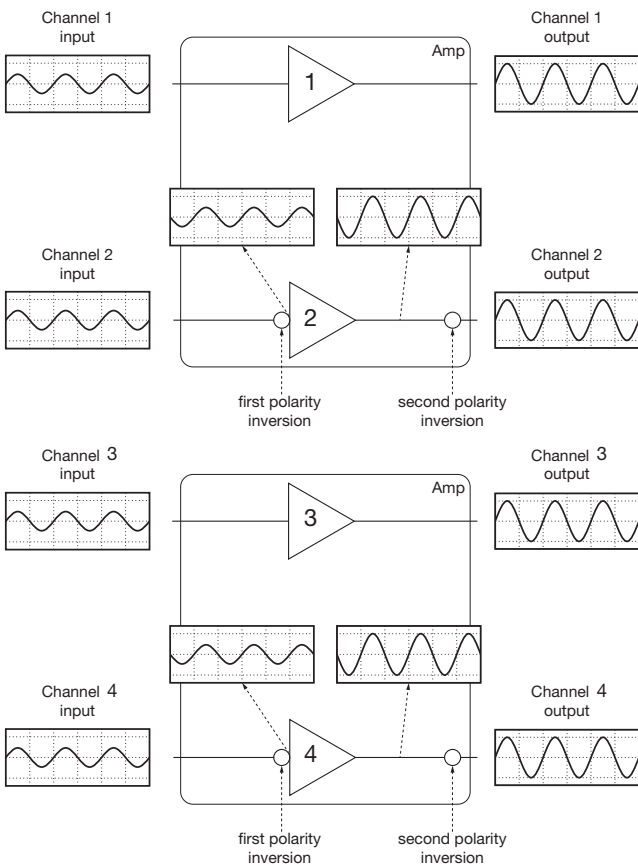 Channel 1
input
Channel 1
output
Amp
1
Channel 2
input
Channel 2
output
2
first polarity
inversion
second polarity
inversion
Channel 3
input
Channel 3
output
Amp
3
Channel 4
input
Channel 4
output
4
first polarity
inversion
second polarity
inversion